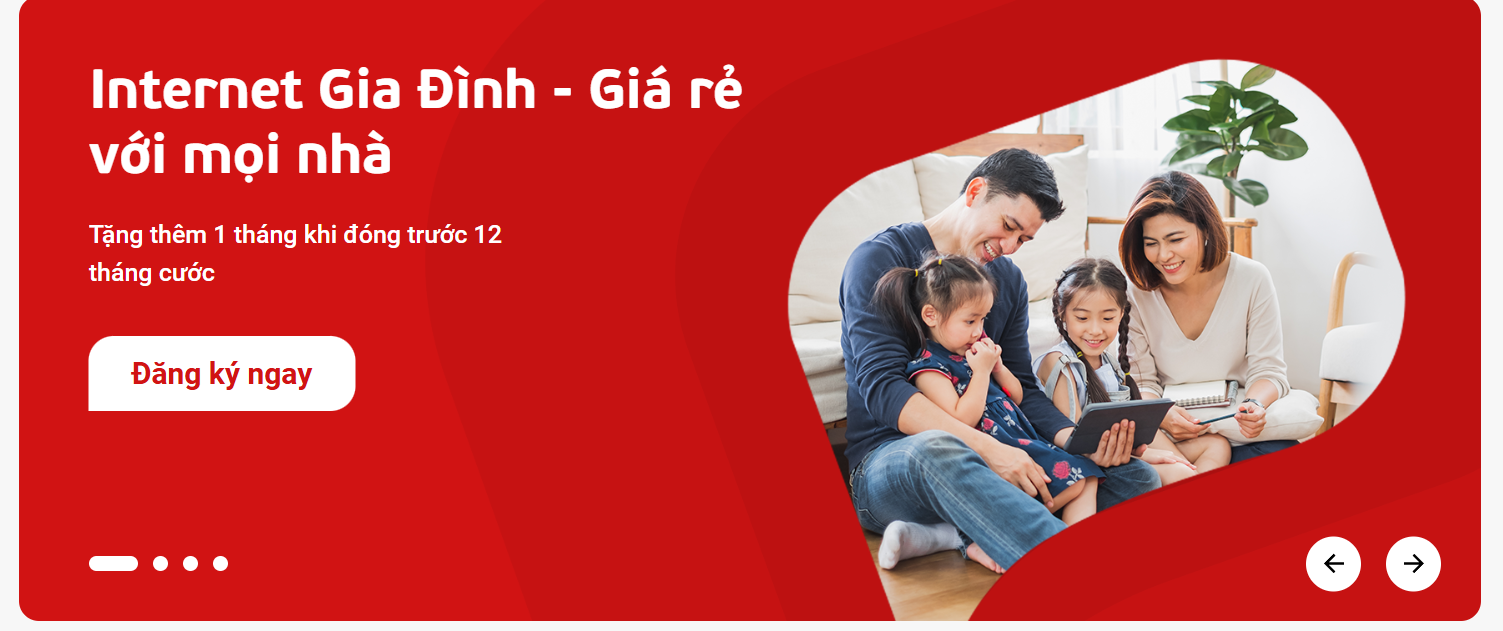 Internet Gia Đình - Giá rẻ
với mọi nhà
Tặng thêm 1 tháng khi đóng trước 12
tháng cước
Đăng ký ngay